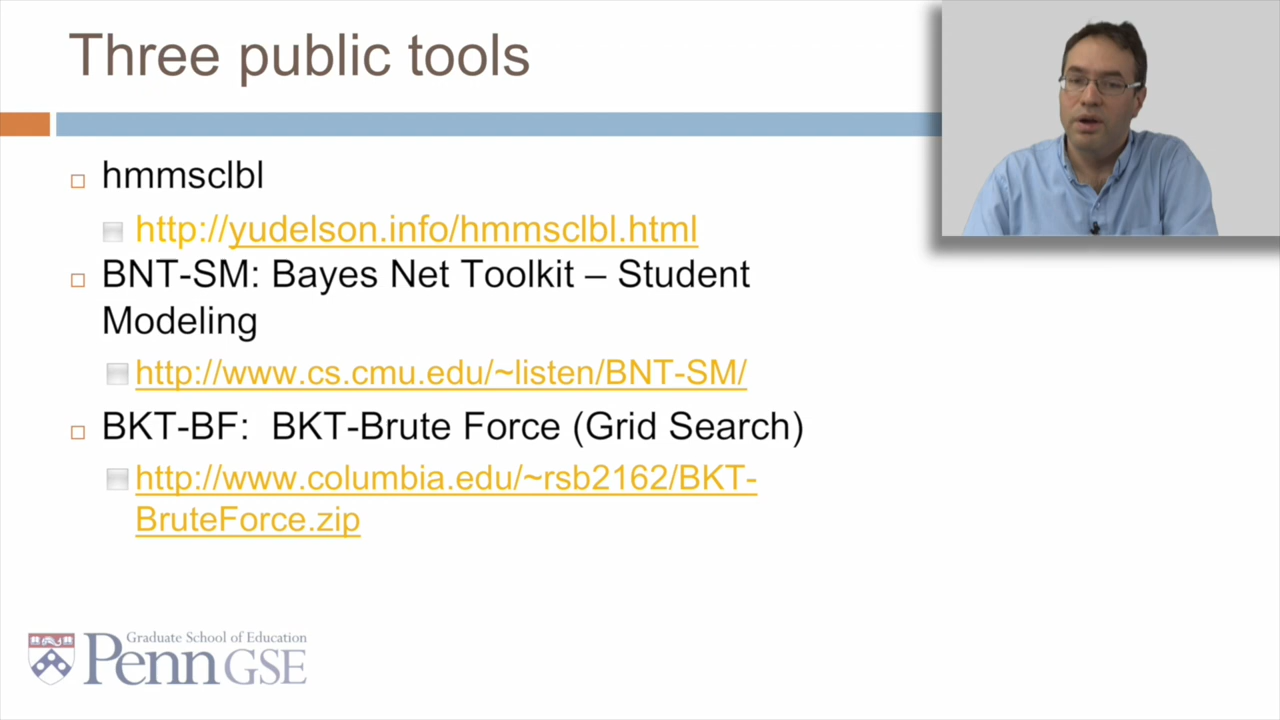 Three public tools
hmmsclbl
http://yudelson.info/hmmsclbl.html
BNT-SM: Bayes Net Toolkit – Student
Modeling
http://www.cs.cmu.edu/~listen/BNT-SM/
BKT-BF:  BKT-Brute Force (Grid Search)
http://www.columbia.edu/~rsb2162/BKT-
BruteForce.zip
Graduate School of Education
Penn GSE